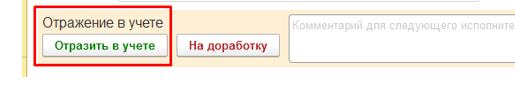 Отражение в учете
Отразить в учете На доработку Комментарий для следующего исполните